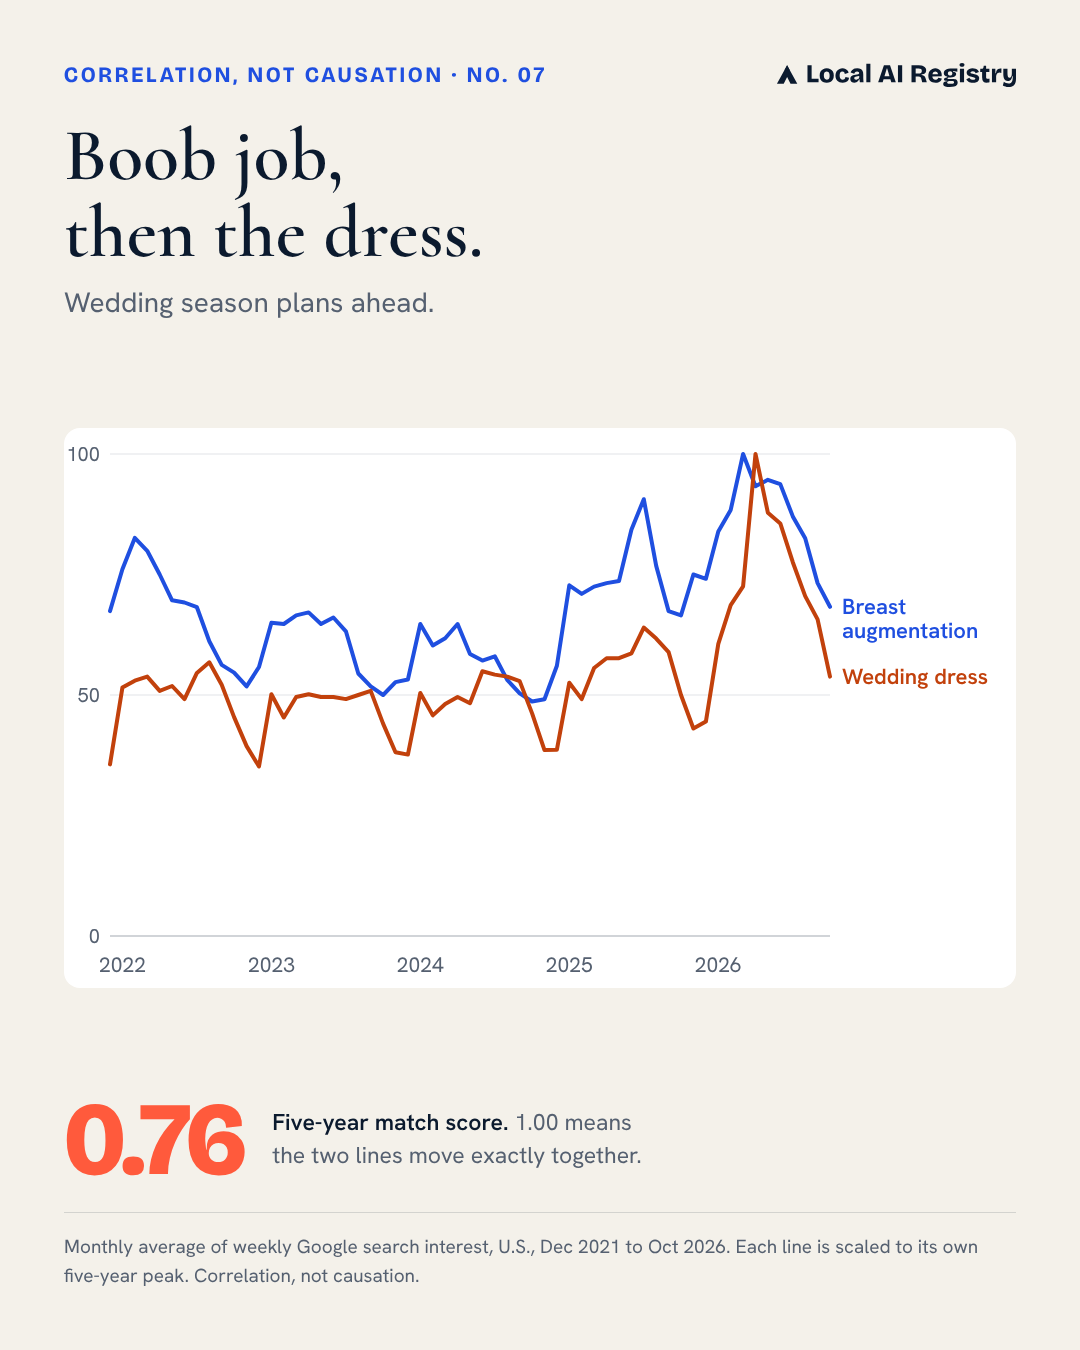 CORRELATION, NOT CAUSATION · NO. 07
Local AI Registry
Boob job,
then the dress.
Wedding season plans ahead.
100
50
0
Breast
augmentation
Wedding dress
2022
2023
2024
2025
2026
0.76
Five-year match score. 1.00 means
the two lines move exactly together.
Monthly average of weekly Google search interest, U.S., Dec 2021 to Oct 2026. Each line is scaled to its own
five-year peak. Correlation, not causation.